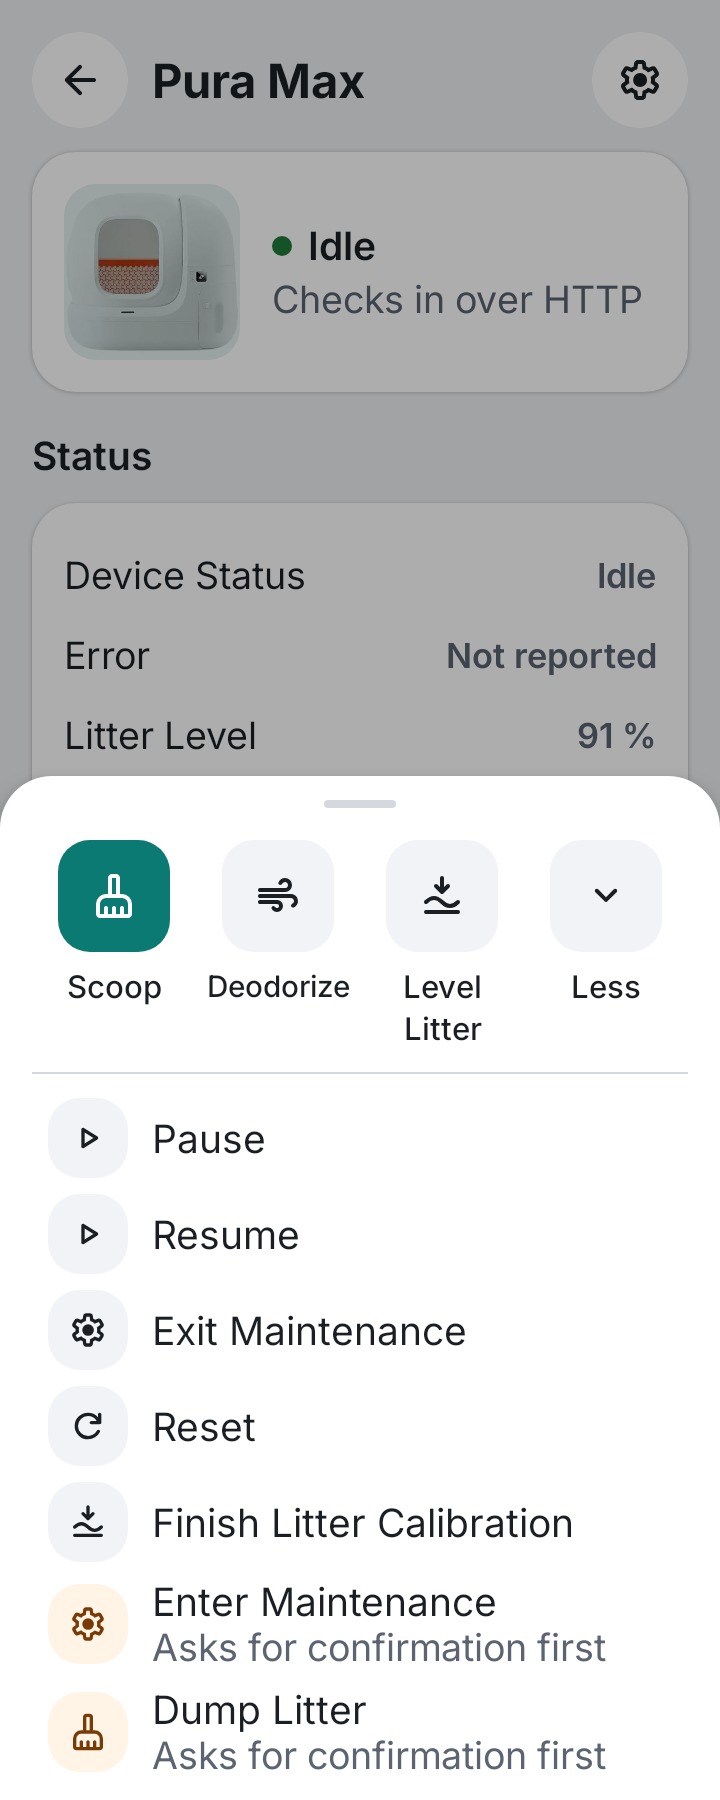 Pura Max
Idle
Checks in over HTTP
Status
Device Status Idle
Error Not reported
Litter Level 91 %
Scoop
Deodorize
Level
Litter
Less
Pause
Resume
Exit Maintenance
Reset
Finish Litter Calibration
Enter Maintenance
Asks for confirmation first
Dump Litter
Asks for confirmation first